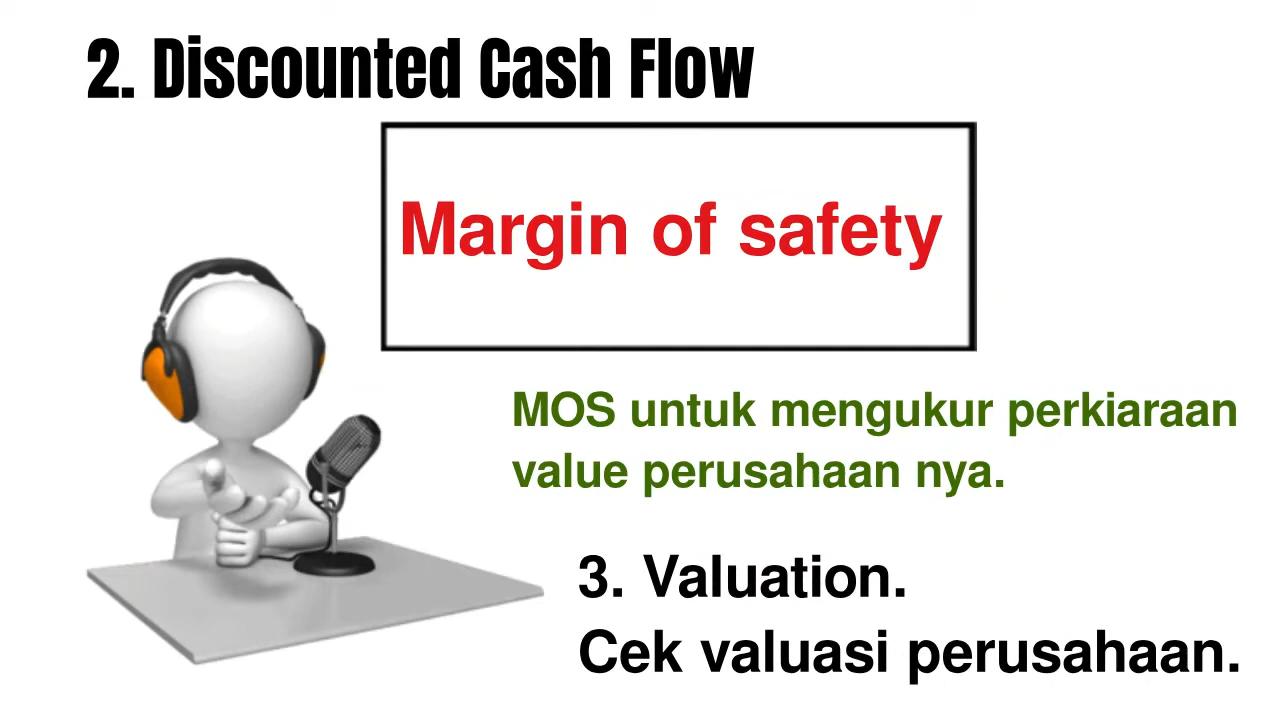 2. Discounted Cash Flow
Margin of safety
MOS untuk mengukur perkiaraan
value perusahaan nya.
3. Valuation.
Cek valuasi perusahaan.